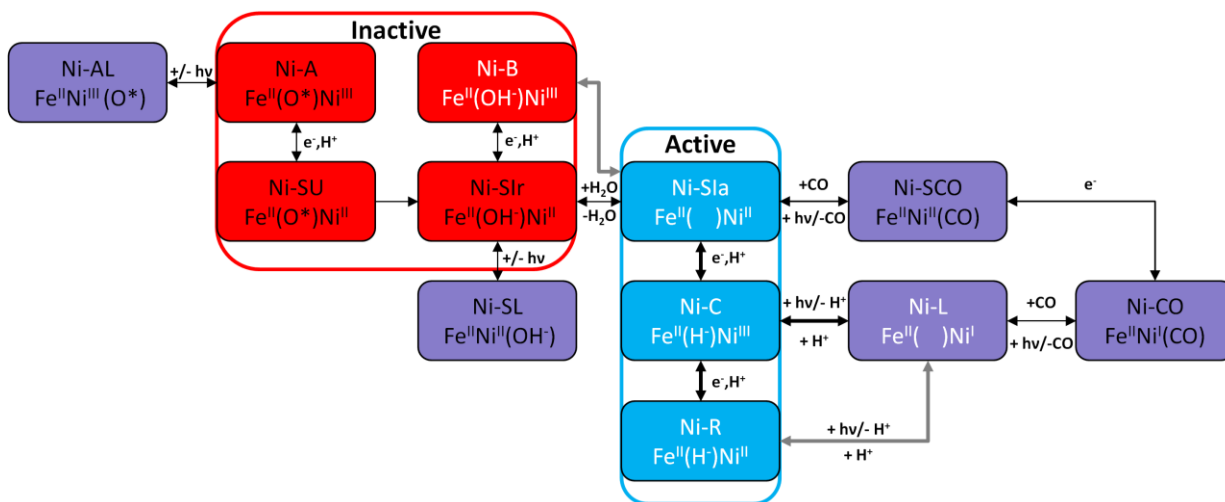 Inactive
Ni-AL
Fe^II Ni^III (O*)
+/- hν
Ni-A
Fe^II(O*)Ni^III
Ni-B
Fe^II(OH⁻)Ni^III
e⁻,H⁺
e⁻,H⁺
Active
Ni-SU
Fe^II(O*)Ni^II
Ni-SIr
Fe^II(OH⁻)Ni^II
+H₂O
-H₂O
Ni-SIa
Fe^II( )Ni^II
+CO
+ hν/-CO
Ni-SCO
Fe^II Ni^II(CO)
e⁻
+/- hν
e⁻,H⁺
Ni-SL
Fe^II Ni^II(OH⁻)
Ni-C
Fe^II(H⁻)Ni^III
+ hν/- H⁺
+ H⁺
Ni-L
Fe^II( )Ni^I
+CO
+ hν/-CO
Ni-CO
Fe^II Ni^I(CO)
e⁻,H⁺
Ni-R
Fe^II(H⁻)Ni^II
+ hν/- H⁺
+ H⁺